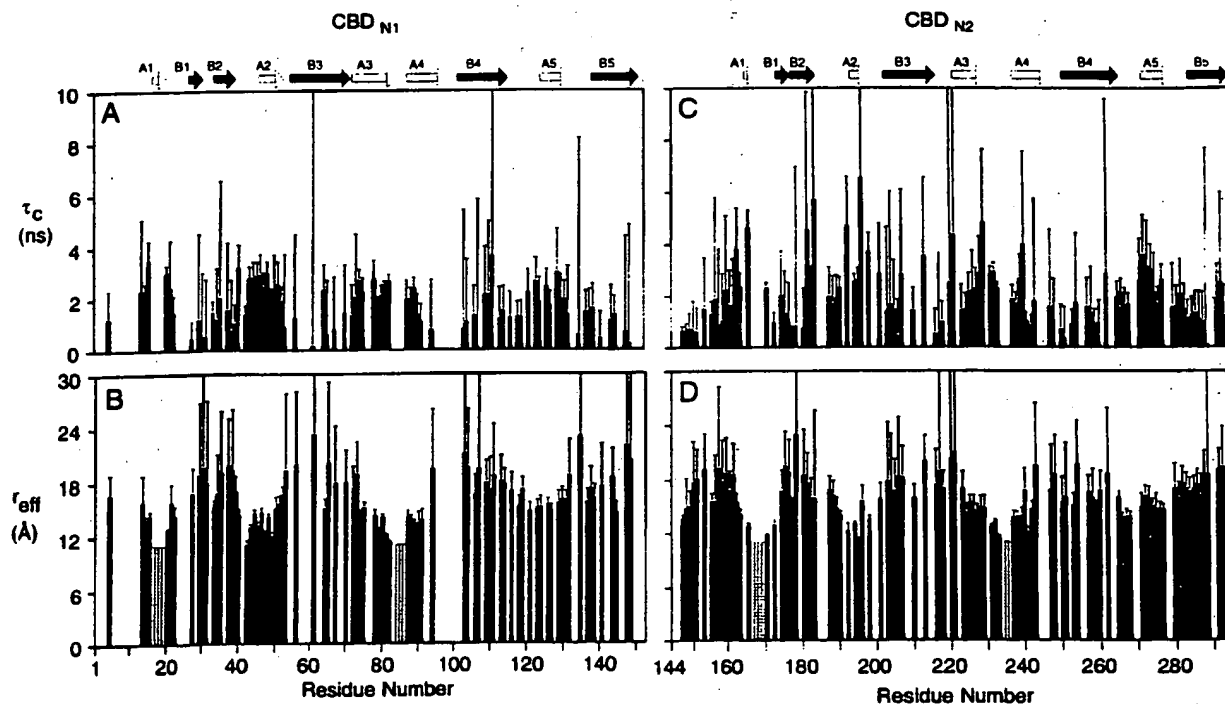 CBD N1
CBD N2
A1 B1 B2 A2 B3 A3 A4 B4 A5 B5
A1 B1 B2 A2 B3 A3 A4 B4 A5 B5
A
C
10
8
6
4
2
0
τc
(ns)
B
D
30
24
18
12
6
0
reff
(Å)
1 20 40 60 80 100 120 140
144 160 180 200 220 240 260 280
Residue Number
Residue Number